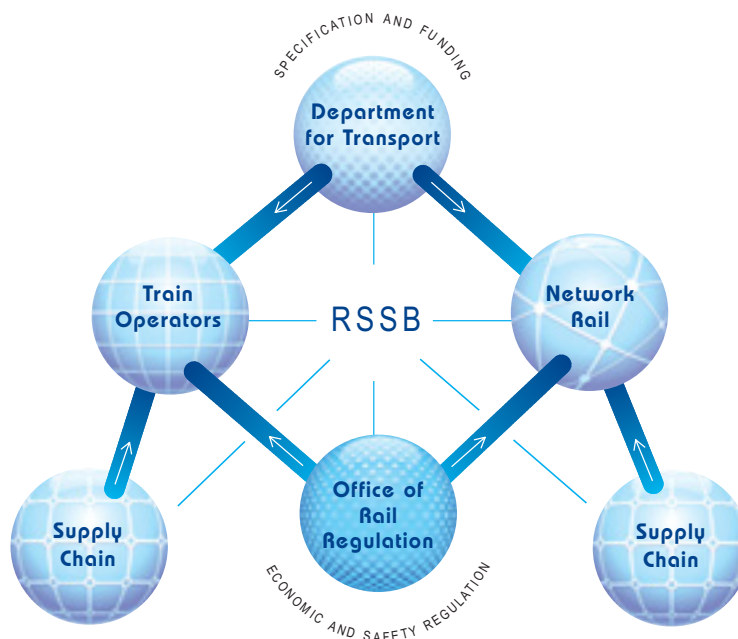 SPECIFICATION AND FUNDING
Department
for Transport
Train
Operators
RSSB
Network
Rail
Office of
Rail
Regulation
Supply
Chain
Supply
Chain
ECONOMIC AND SAFETY REGULATION